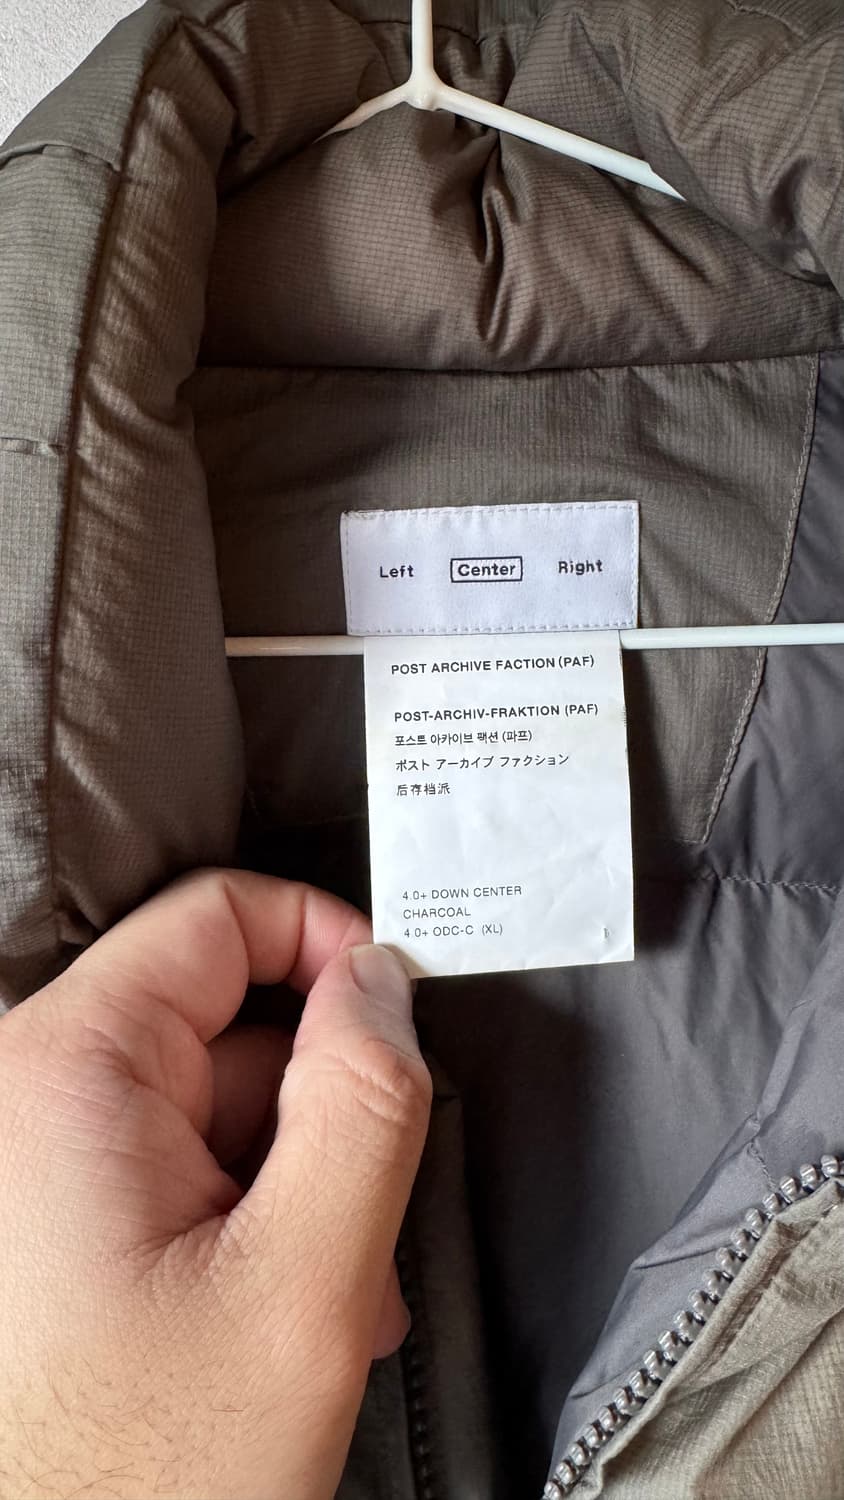 Left Center Right
POST ARCHIVE FACTION (PAF)
POST-ARCHIV-FRAKTION (PAF)
포스트 아카이브 팩션 (파프)
ポスト アーカイブ ファクション
后存档派
4.0+ DOWN CENTER
CHARCOAL
4.0+ ODC-C (XL)